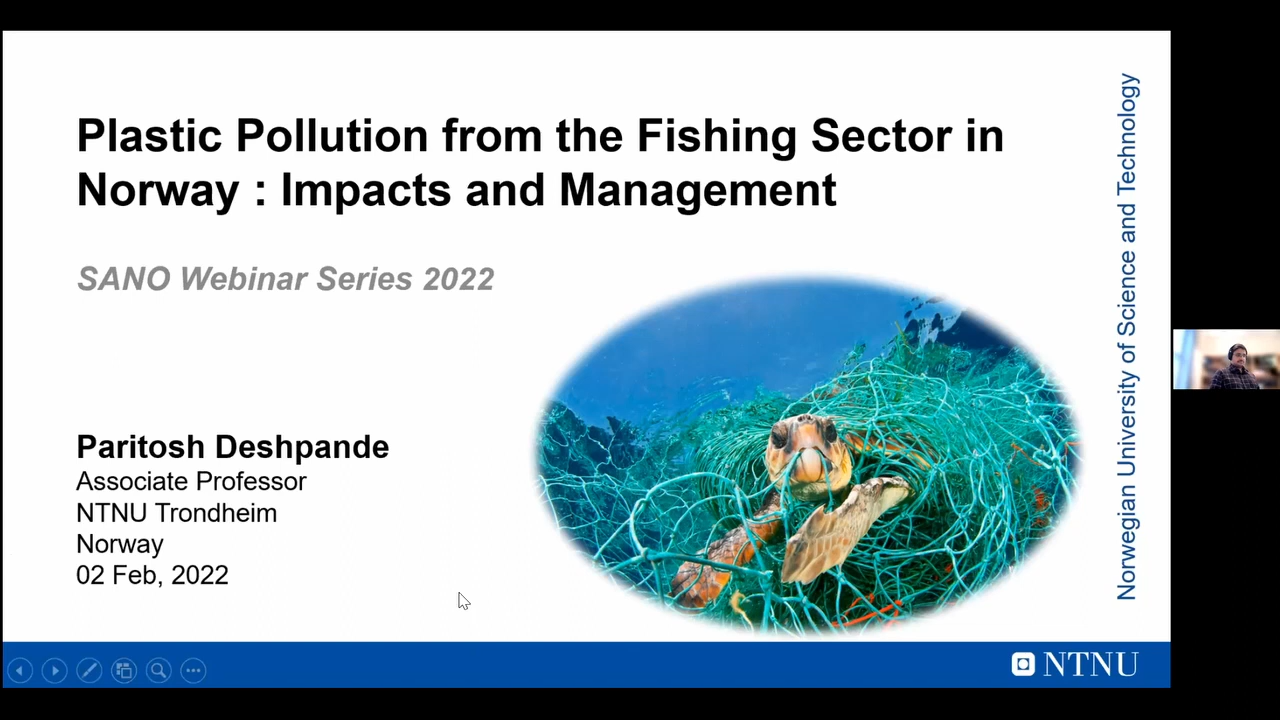 Plastic Pollution from the Fishing Sector in
Norway : Impacts and Management
SANO Webinar Series 2022
Paritosh Deshpande
Associate Professor
NTNU Trondheim
Norway
02 Feb, 2022
Norwegian University of Science and Technology
NTNU